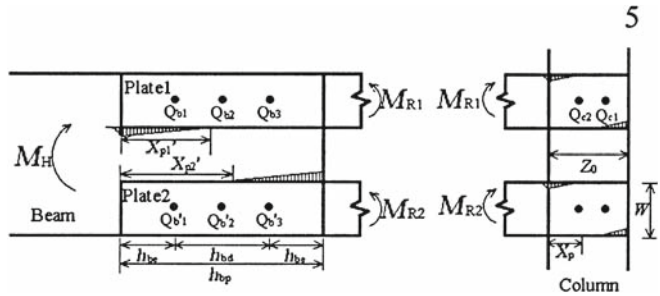 5
Plate1
Q_b1 Q_b2 Q_b3
M_R1 M_R1
Q_c2 Q_c1
X_p1'
X_p2'
M_H
Z_0
Plate2
Q_b'1 Q_b'2 Q_b'3
M_R2 M_R2
W
Beam
h_be h_bd h_be
X_p'
h_bp
Column